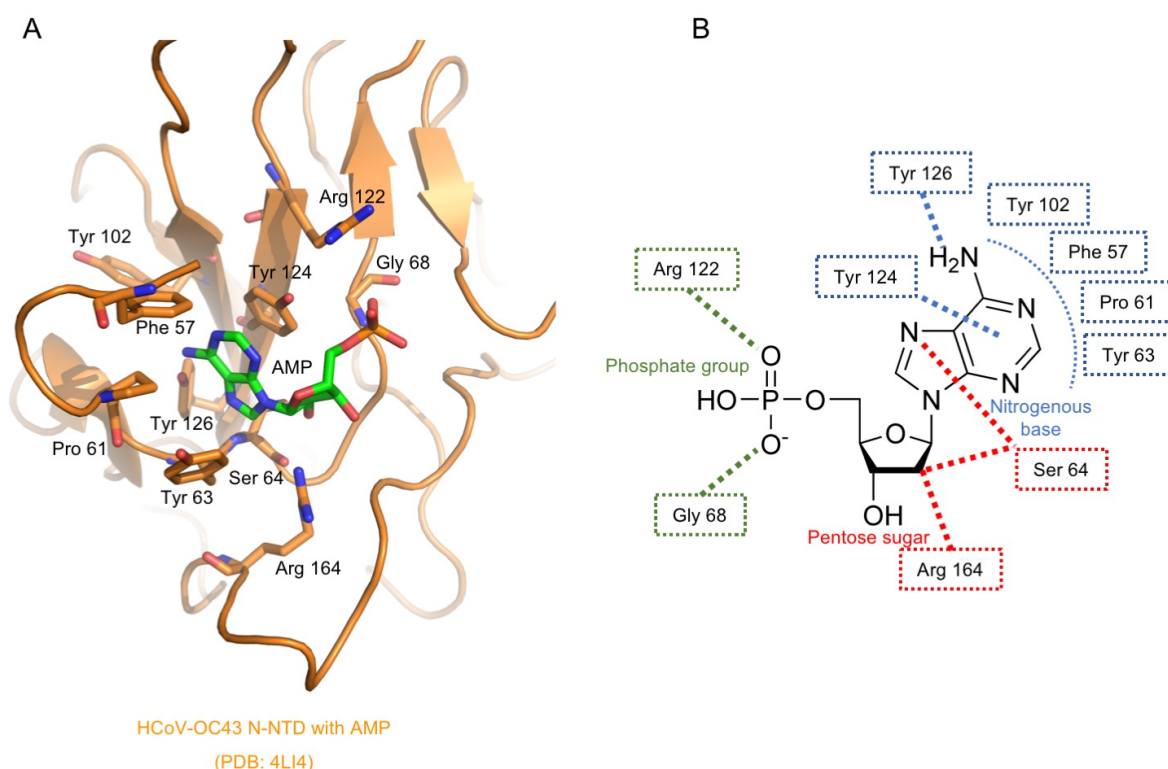 A
Arg 122
Tyr 102
Tyr 124
Gly 68
Phe 57
AMP
Tyr 126
Pro 61
Ser 64
Tyr 63
Arg 164
HCoV-OC43 N-NTD with AMP
(PDB: 4LI4)
B
Tyr 126
Tyr 102
Arg 122
H₂N
Phe 57
Tyr 124
Pro 61
N
N
Tyr 63
Phosphate group
O
HO
P
O
N
N
Nitrogenous
base
O⁻
O
Ser 64
Gly 68
OH
Pentose sugar
Arg 164